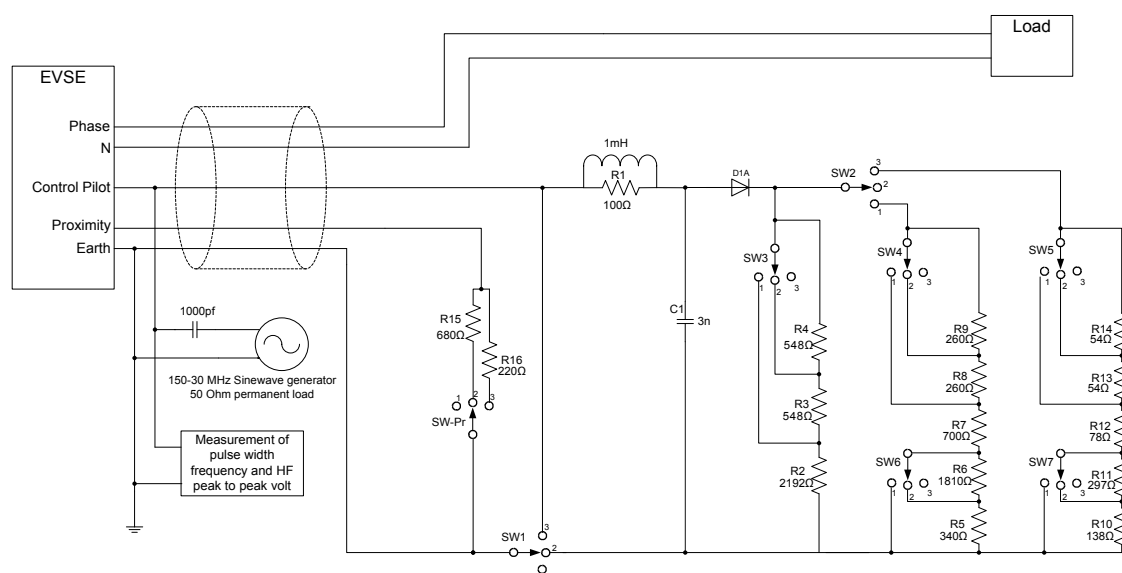 Load
EVSE
Phase
N
Control Pilot
Proximity
Earth
1mH
R1
100Ω
D1A
SW2
3
2
1
SW3
1
2
3
SW4
1
2
3
SW5
1
2
3
C1
3n
R4
548Ω
R3
548Ω
R2
2192Ω
R9
260Ω
R8
260Ω
R7
700Ω
R6
1810Ω
R5
340Ω
R14
54Ω
R13
54Ω
R12
78Ω
R11
297Ω
R10
138Ω
SW6
1
2
3
SW7
1
2
3
R15
680Ω
R16
220Ω
1
2
3
SW-Pr
1000pf
150-30 MHz Sinewave generator
50 Ohm permanent load
Measurement of
pulse width
frequency and HF
peak to peak volt
SW1
3
2